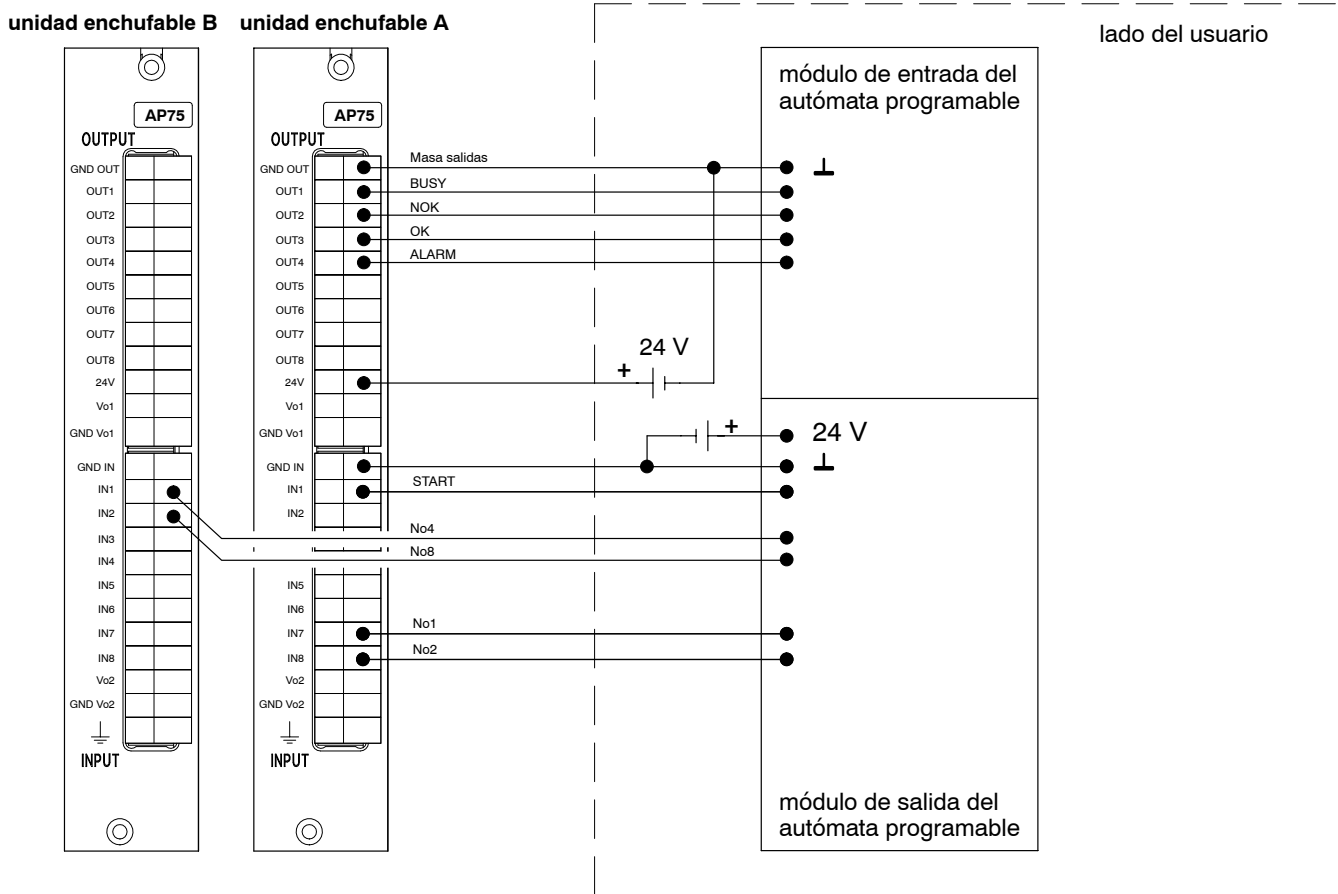 unidad enchufable B
unidad enchufable A
lado del usuario
AP75
OUTPUT
GND OUT
OUT1
OUT2
OUT3
OUT4
OUT5
OUT6
OUT7
OUT8
24V
Vo1
GND Vo1
GND IN
IN1
IN2
IN3
IN4
IN5
IN6
IN7
IN8
Vo2
GND Vo2
INPUT
AP75
OUTPUT
GND OUT
OUT1
OUT2
OUT3
OUT4
OUT5
OUT6
OUT7
OUT8
24V
Vo1
GND Vo1
GND IN
IN1
IN2
IN5
IN6
IN7
IN8
Vo2
GND Vo2
INPUT
Masa salidas
BUSY
NOK
OK
ALARM
24 V
+
+
START
No4
No8
No1
No2
módulo de entrada del
autómata programable
24 V
módulo de salida del
autómata programable